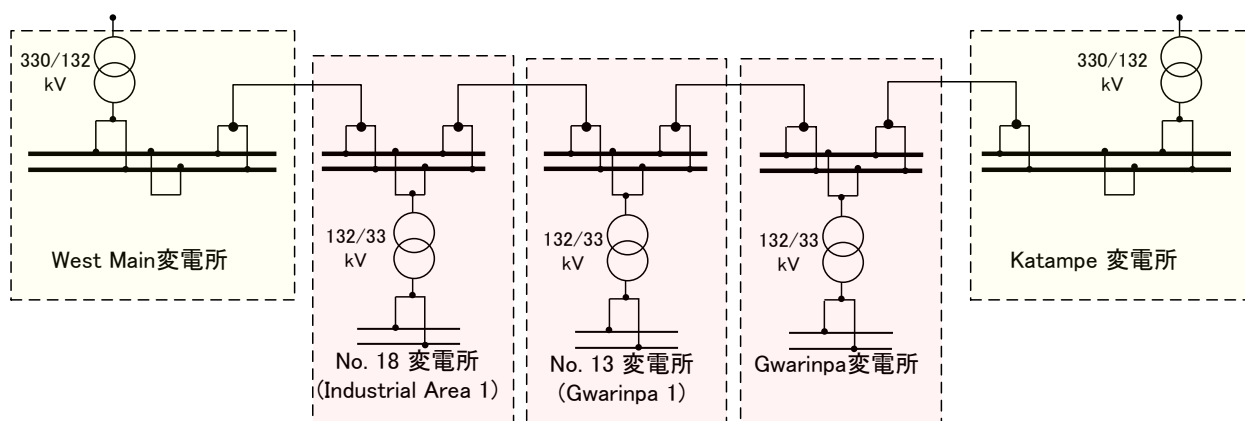 330/132
kV
West Main変電所
132/33
kV
No. 18 変電所
(Industrial Area 1)
132/33
kV
No. 13 変電所
(Gwarinpa 1)
132/33
kV
Gwarinpa変電所
330/132
kV
Katampe 変電所